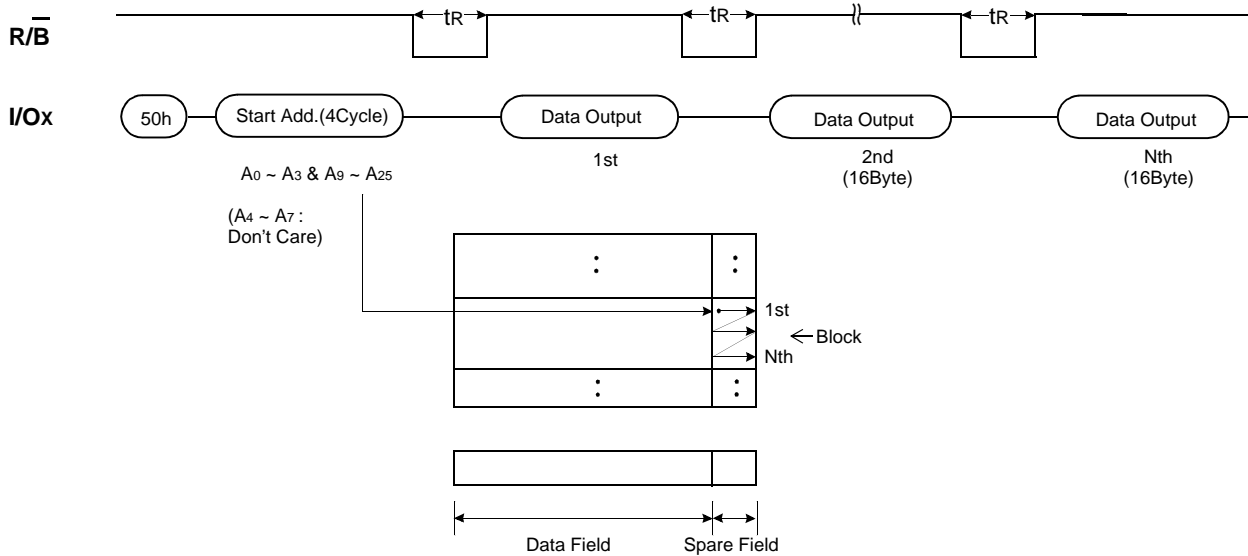 R/B
tR
tR
tR
I/Ox
50h
Start Add.(4Cycle)
Data Output
Data Output
Data Output
1st
2nd
(16Byte)
Nth
(16Byte)
A0 ~ A3 & A9 ~ A25
(A4 ~ A7 :
Don't Care)
1st
Block
Nth
Data Field
Spare Field